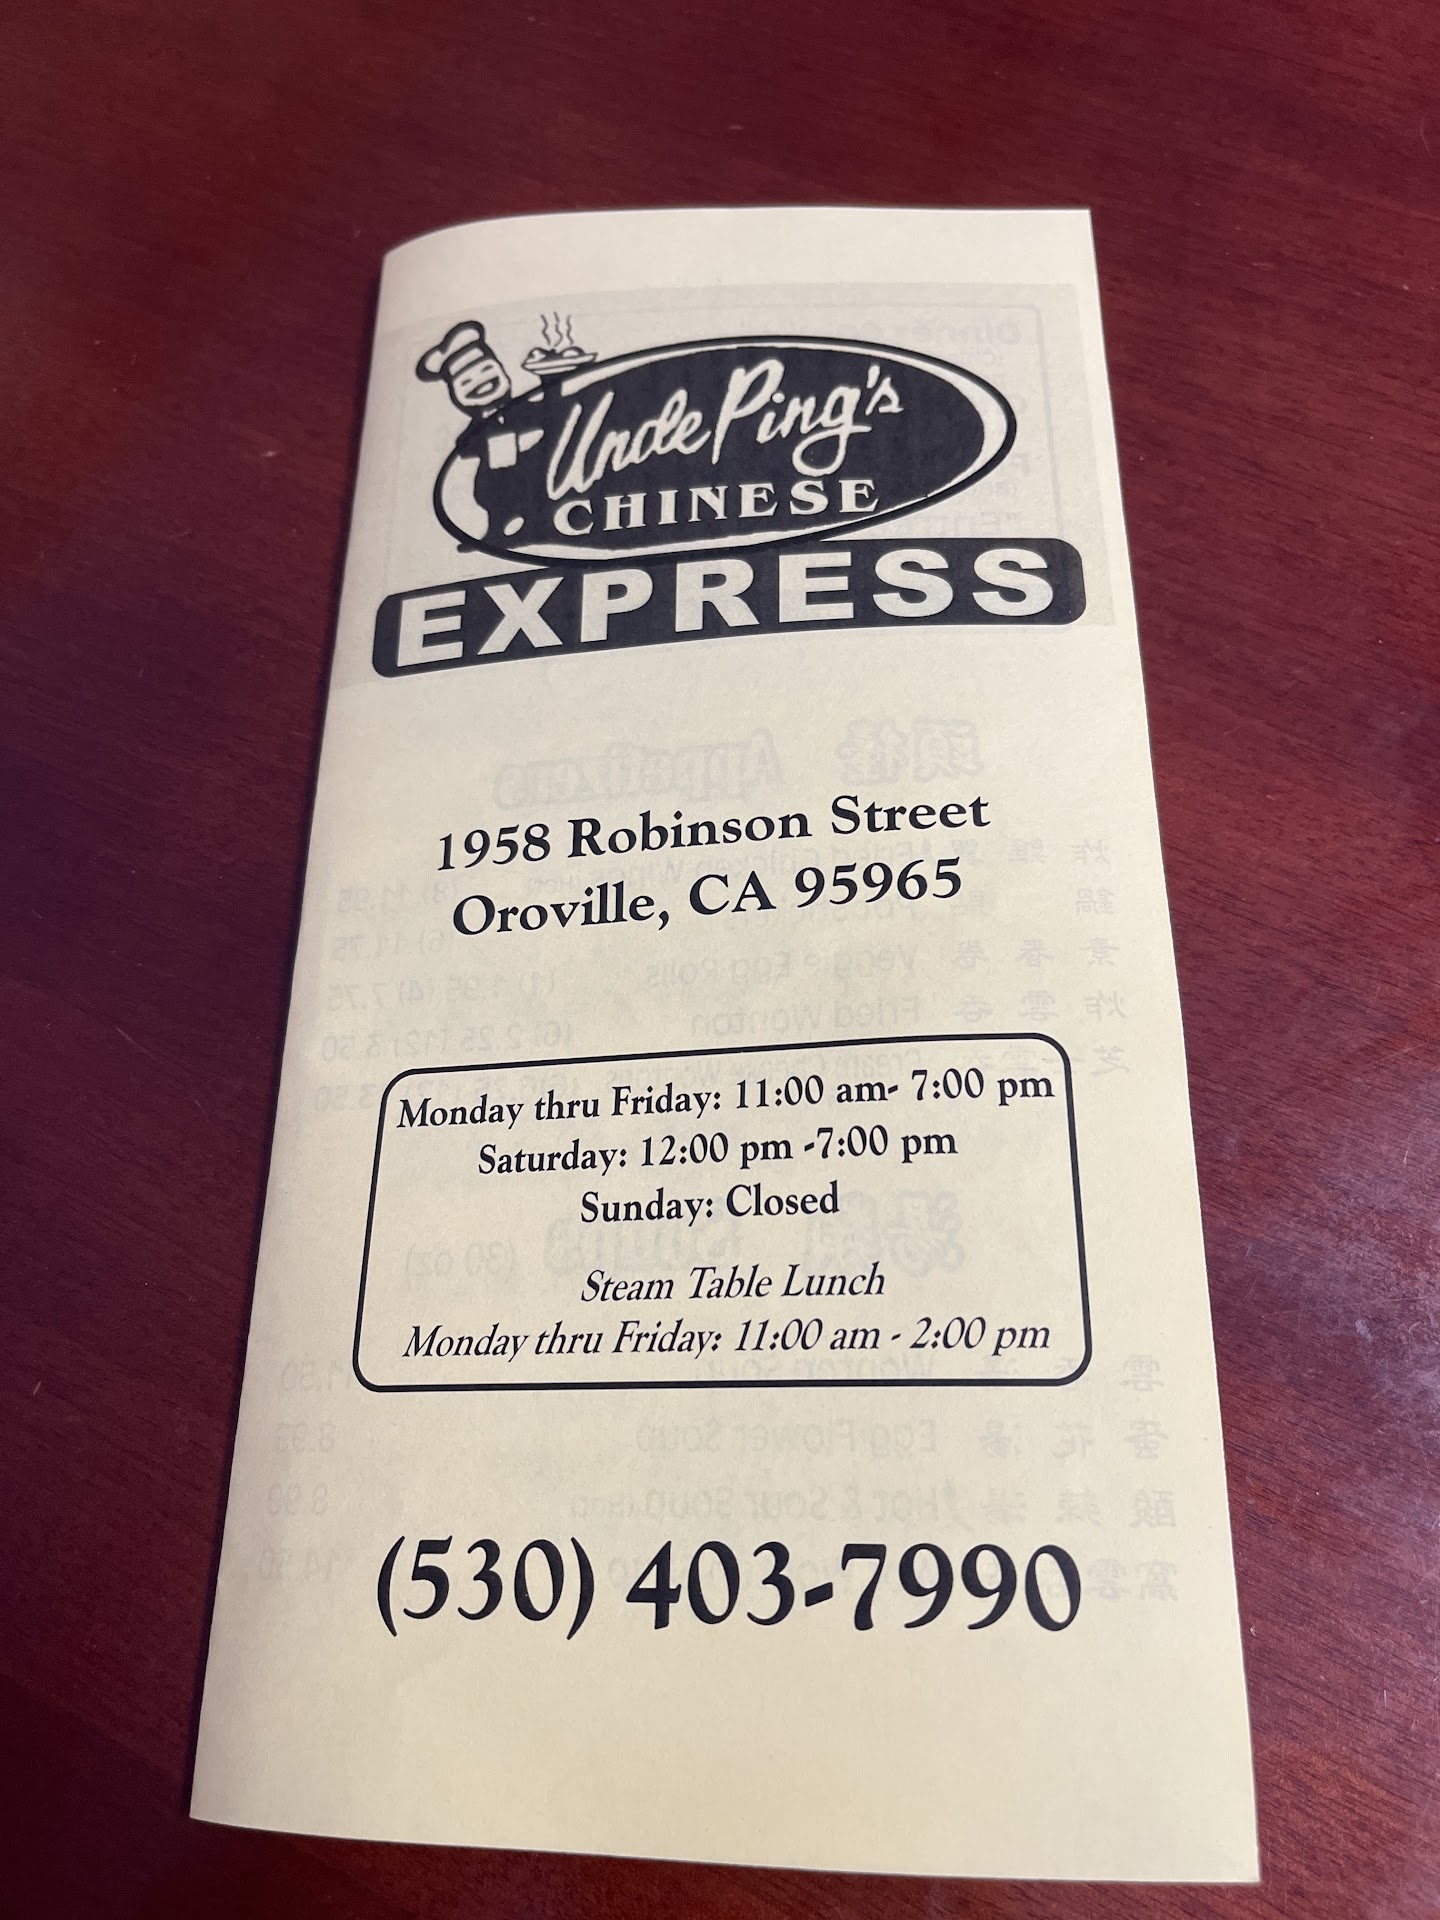 Uncle Ping's
CHINESE
EXPRESS
1958 Robinson Street
Oroville, CA 95965
Monday thru Friday: 11:00 am- 7:00 pm
Saturday: 12:00 pm -7:00 pm
Sunday: Closed
Steam Table Lunch
Monday thru Friday: 11:00 am - 2:00 pm
(530) 403-7990